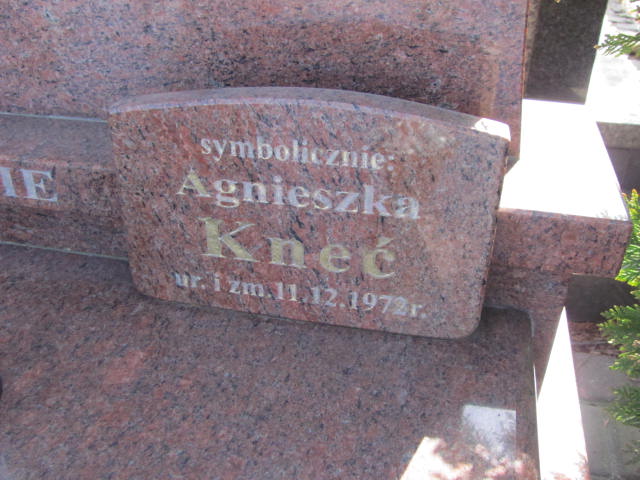 symbolicznie:
Agnieszka
Kneć
ur. i zm. 11.12.1972r.
IE